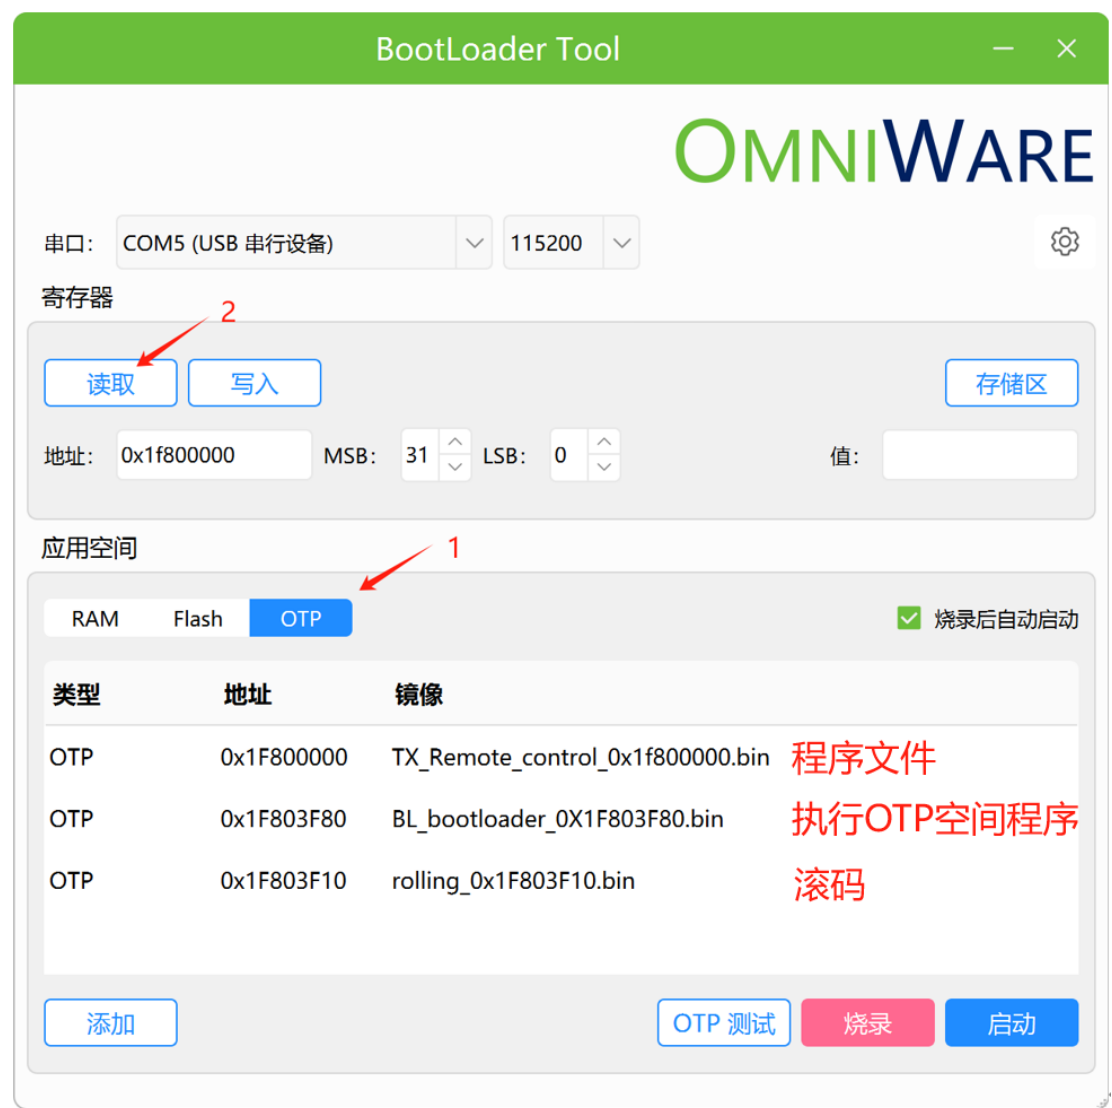 BootLoader Tool
OMNIWARE
串口： COM5 (USB 串行设备) 115200
寄存器
2
读取 写入 存储区
地址： 0x1f800000 MSB： 31 LSB： 0 值：
应用空间
1
RAM Flash OTP 烧录后自动启动
类型 地址 镜像
OTP 0x1F800000 TX_Remote_control_0x1f800000.bin 程序文件
OTP 0x1F803F80 BL_bootloader_0X1F803F80.bin 执行OTP空间程序
OTP 0x1F803F10 rolling_0x1F803F10.bin 滚码
添加 OTP 测试 烧录 启动